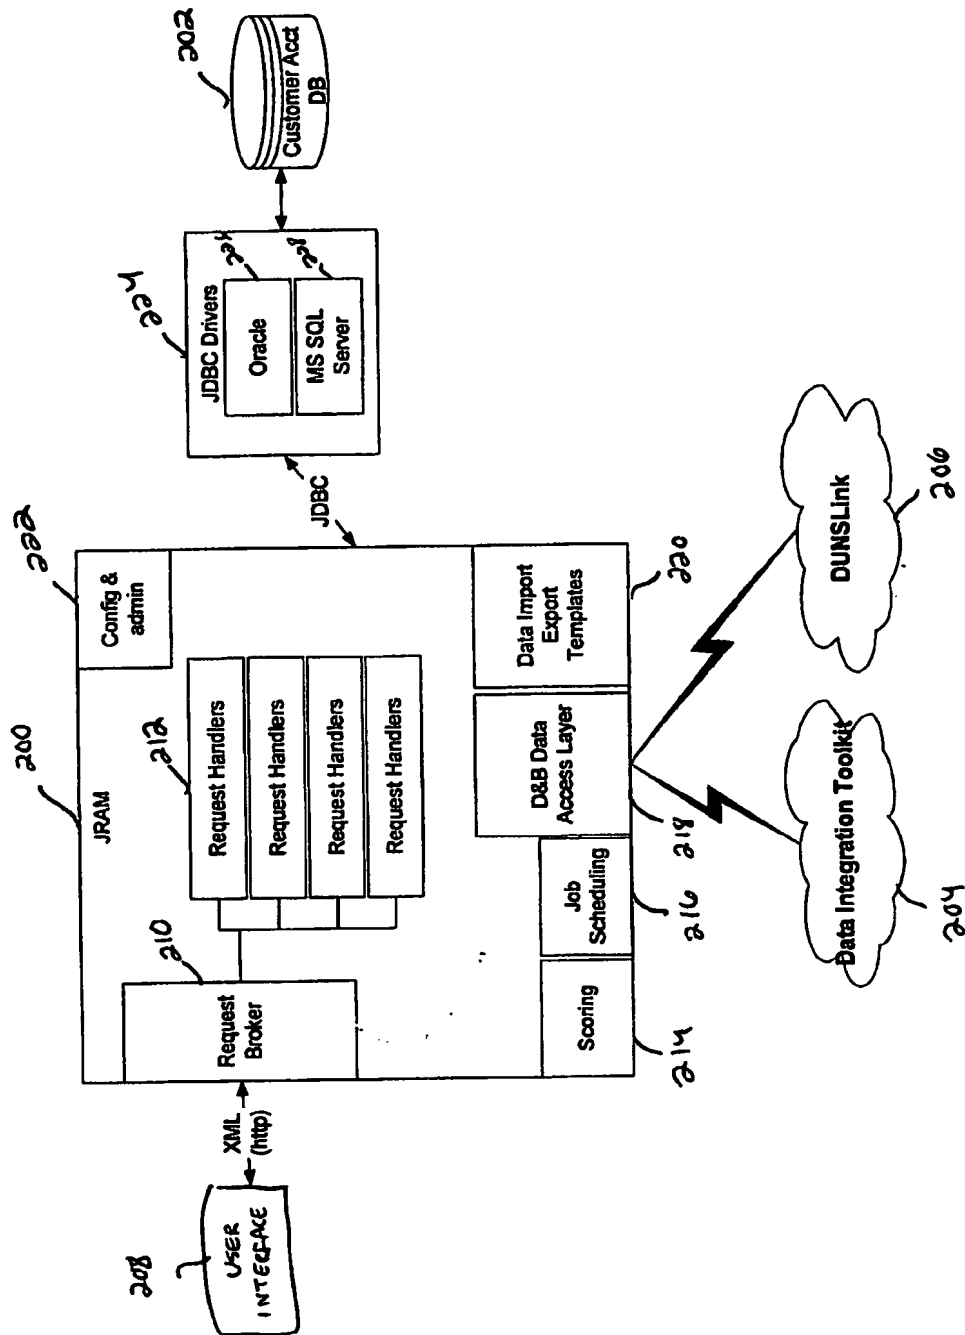 208
USER
INTERFACE
XML
(http)
200
JRAM
210
Request
Broker
212
Request Handlers
Request Handlers
Request Handlers
Request Handlers
222
Config &
admin
214
Scoring
216
Job
Scheduling
218
D&B Data
Access Layer
220
Data Import
Export
Templates
JDBC
224
JDBC Drivers
Oracle
MS SQL
Server
228
202
Customer Acct
DB
Data Integration Toolkit
204
DUNSLink
206